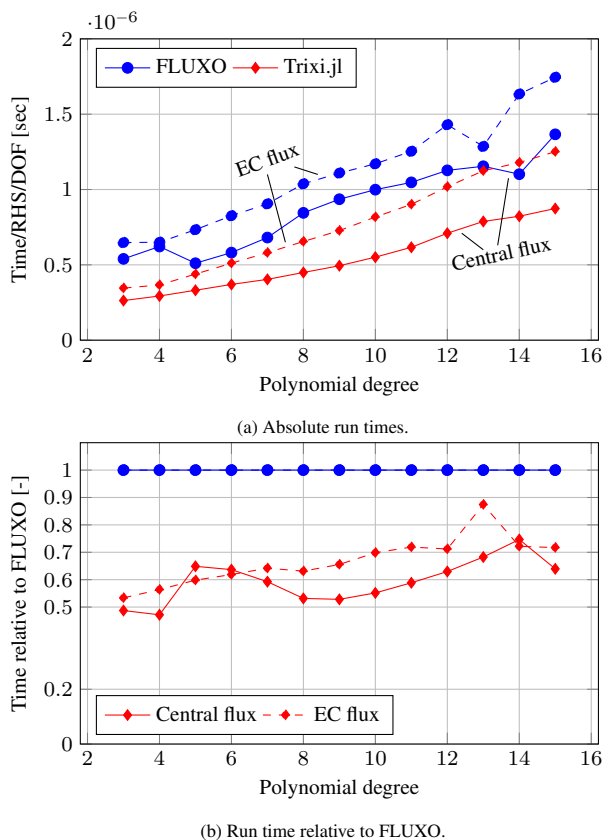 ·10⁻⁶
2
1.5
1
0.5
0
Time/RHS/DOF [sec]
FLUXO Trixi.jl
EC flux
Central flux
2 4 6 8 10 12 14 16
Polynomial degree
(a) Absolute run times.
1
0.9
0.8
0.7
0.6
0.5
0.2
0
Time relative to FLUXO [-]
Central flux EC flux
2 4 6 8 10 12 14 16
Polynomial degree
(b) Run time relative to FLUXO.